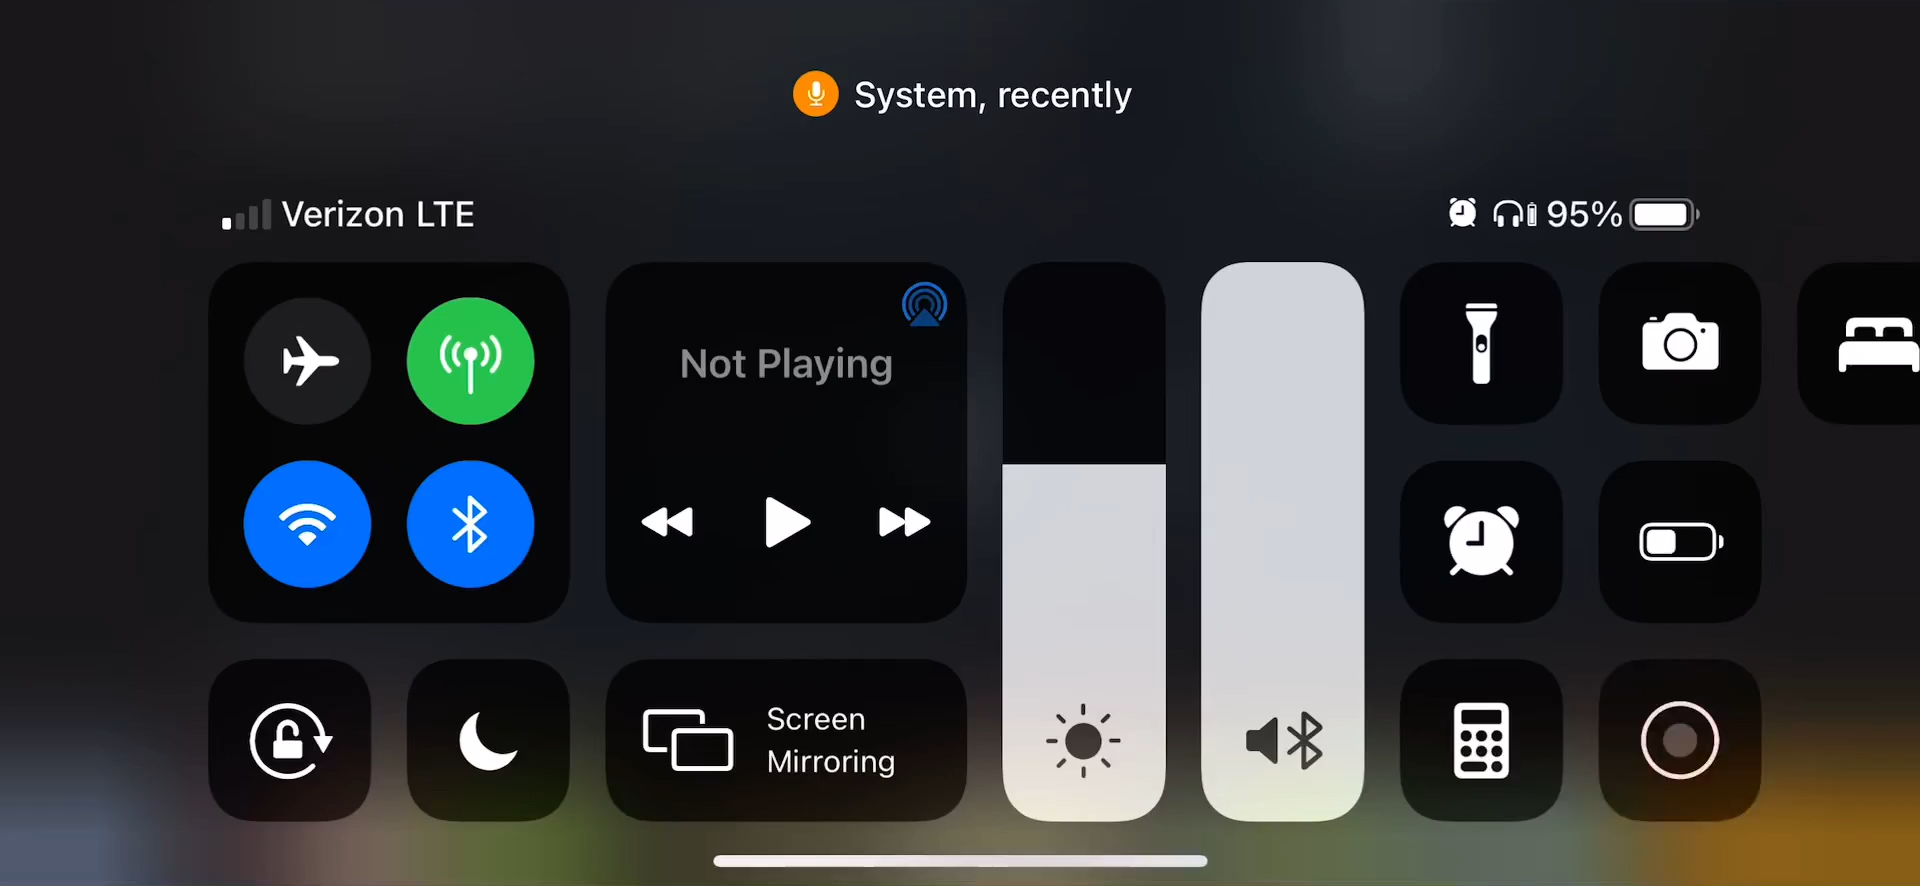 System, recently
Verizon LTE
95%
Not Playing
Screen
Mirroring